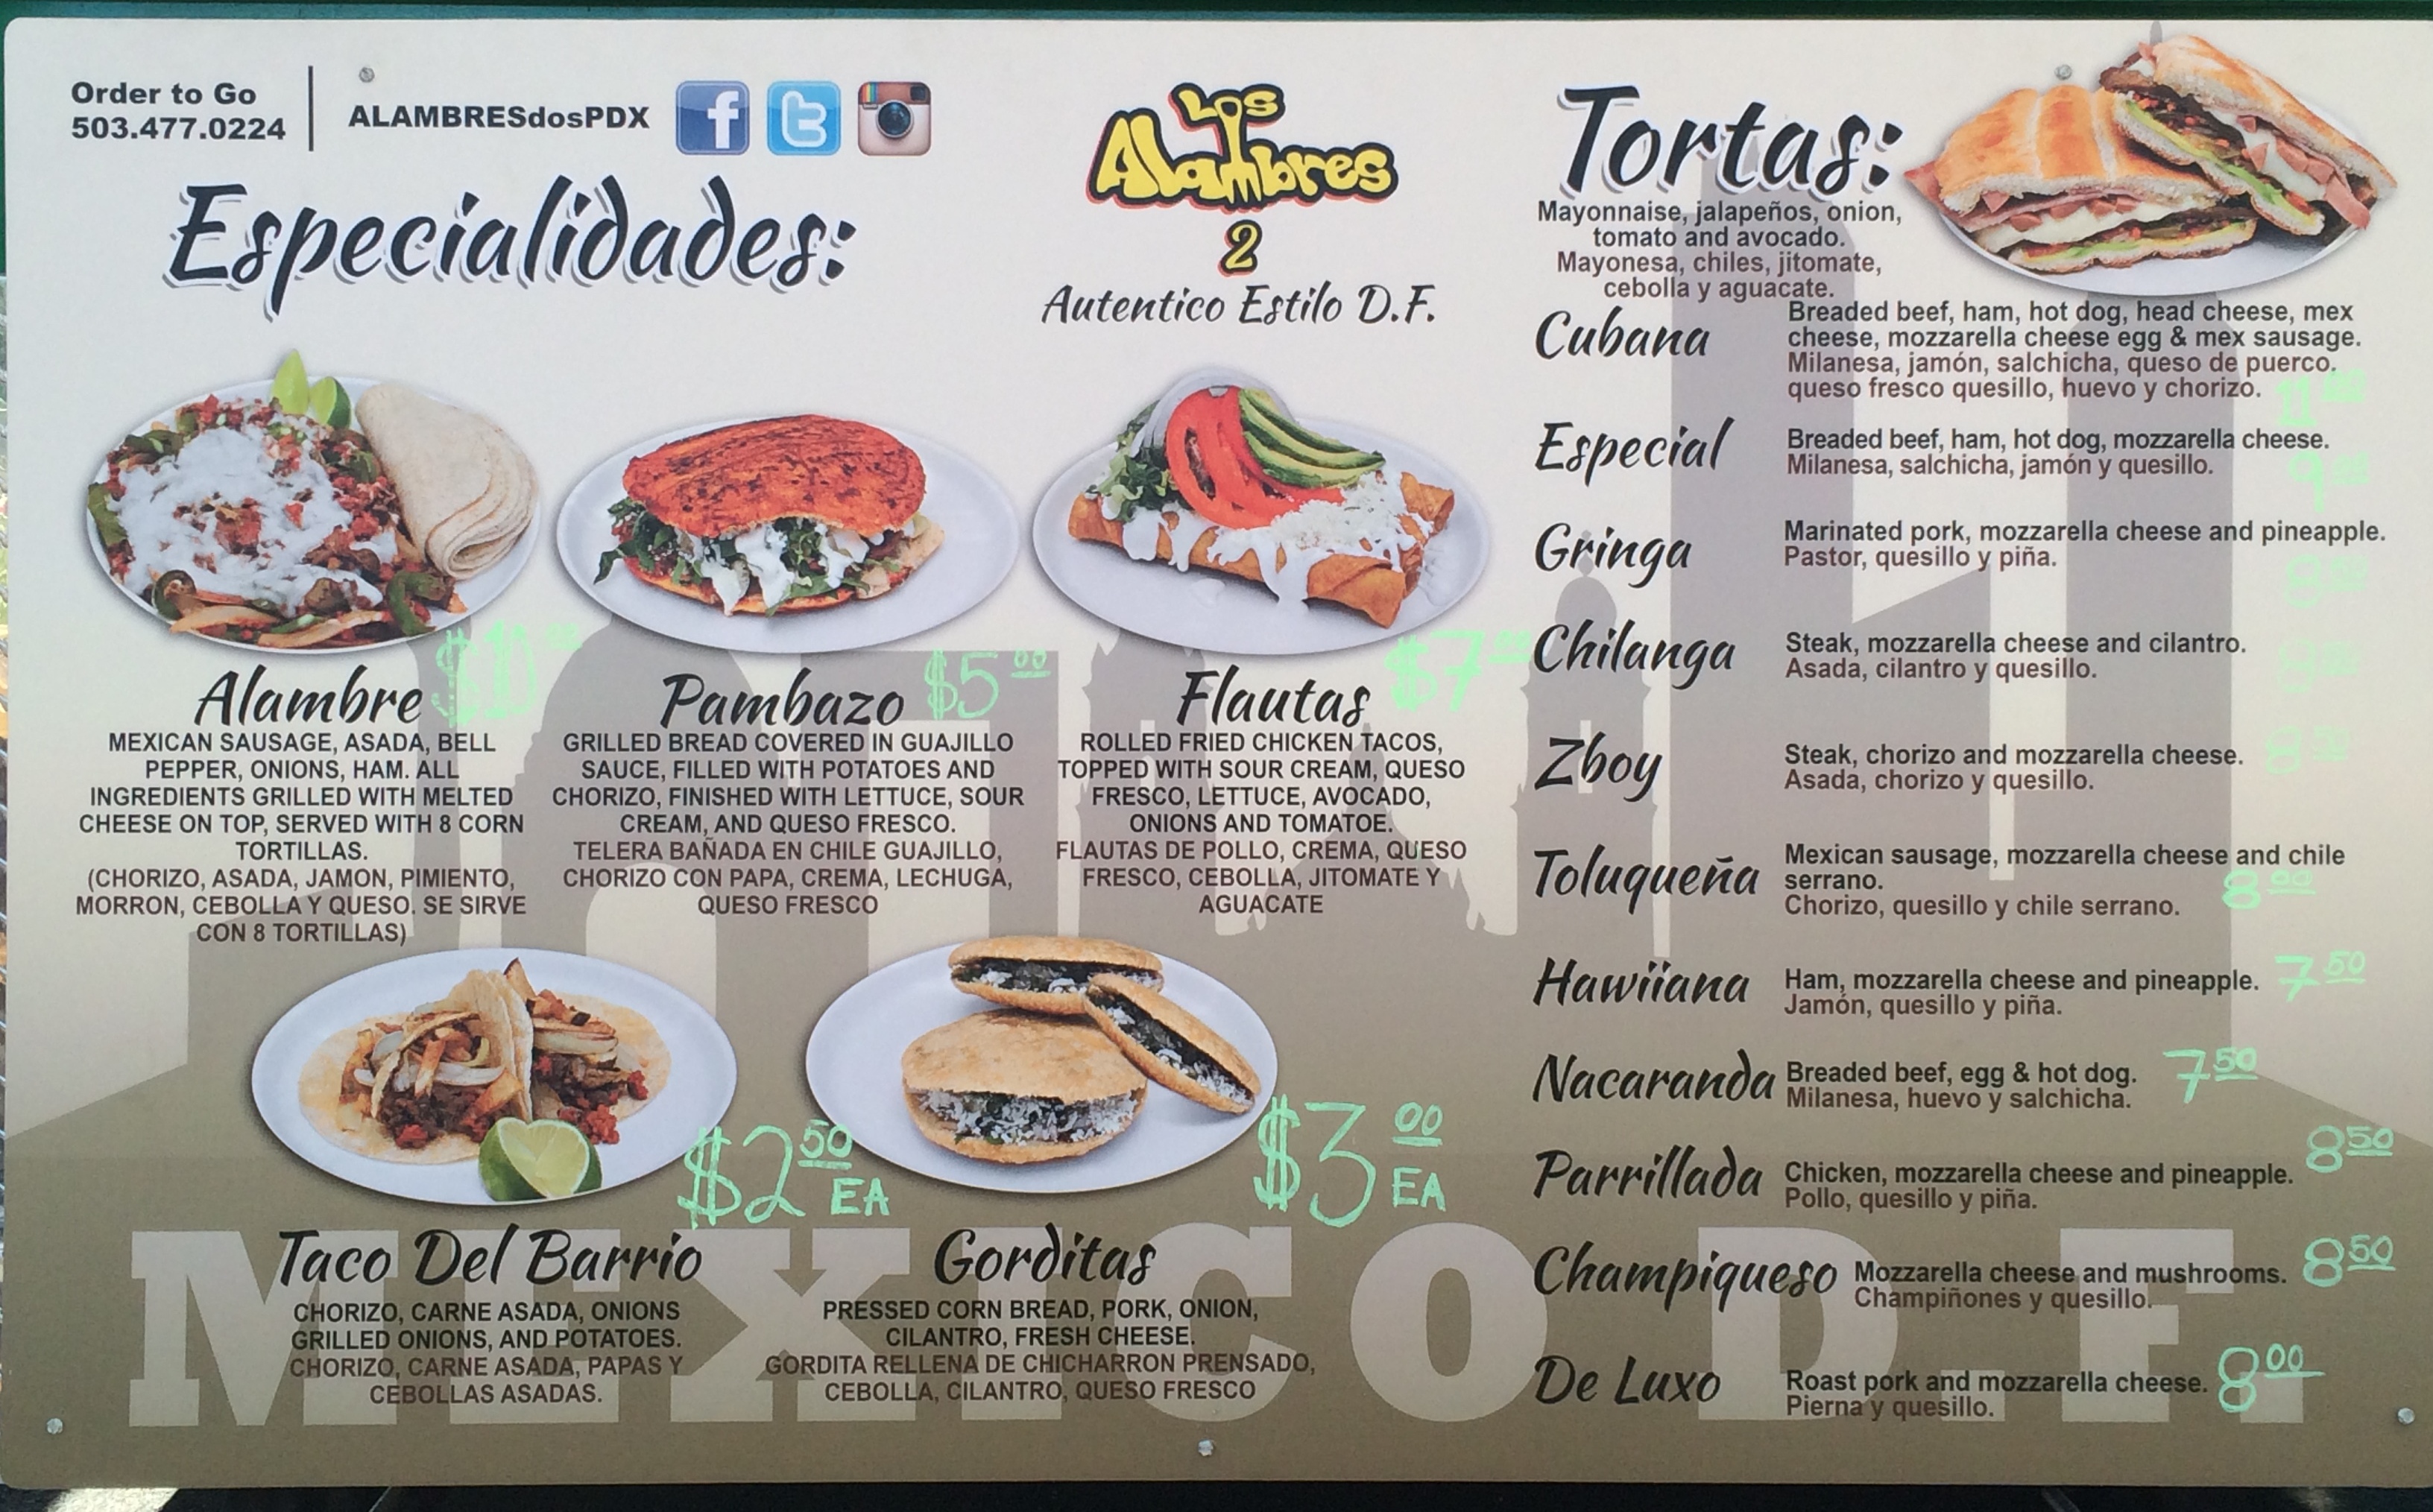 Order to Go
503.477.0224
ALAMBRESdosPDX
Los
Alambres
2
Autentico Estilo D.F.
Especialidades:
Alambre $10 00
MEXICAN SAUSAGE, ASADA, BELL
PEPPER, ONIONS, HAM. ALL
INGREDIENTS GRILLED WITH MELTED
CHEESE ON TOP, SERVED WITH 8 CORN
TORTILLAS.
(CHORIZO, ASADA, JAMON, PIMIENTO,
MORRON, CEBOLLA Y QUESO. SE SIRVE
CON 8 TORTILLAS)
Pambazo $5 00
GRILLED BREAD COVERED IN GUAJILLO
SAUCE, FILLED WITH POTATOES AND
CHORIZO, FINISHED WITH LETTUCE, SOUR
CREAM, AND QUESO FRESCO.
TELERA BAÑADA EN CHILE GUAJILLO,
CHORIZO CON PAPA, CREMA, LECHUGA,
QUESO FRESCO
Flautas $7 00
ROLLED FRIED CHICKEN TACOS,
TOPPED WITH SOUR CREAM, QUESO
FRESCO, LETTUCE, AVOCADO,
ONIONS AND TOMATOE.
FLAUTAS DE POLLO, CREMA, QUESO
FRESCO, CEBOLLA, JITOMATE Y
AGUACATE
$2 50 EA
Taco Del Barrio
CHORIZO, CARNE ASADA, ONIONS
GRILLED ONIONS, AND POTATOES.
CHORIZO, CARNE ASADA, PAPAS Y
CEBOLLAS ASADAS.
$3 00 EA
Gorditas
PRESSED CORN BREAD, PORK, ONION,
CILANTRO, FRESH CHEESE.
GORDITA RELLENA DE CHICHARRON PRENSADO,
CEBOLLA, CILANTRO, QUESO FRESCO
Tortas:
Mayonnaise, jalapeños, onion,
tomato and avocado.
Mayonesa, chiles, jitomate,
cebolla y aguacate.
Cubana
Breaded beef, ham, hot dog, head cheese, mex
cheese, mozzarella cheese egg & mex sausage.
Milanesa, jamón, salchicha, queso de puerco.
queso fresco quesillo, huevo y chorizo. 11 00
Especial
Breaded beef, ham, hot dog, mozzarella cheese.
Milanesa, salchicha, jamón y quesillo. 9
Gringa
Marinated pork, mozzarella cheese and pineapple.
Pastor, quesillo y piña. 8 50
Chilanga
Steak, mozzarella cheese and cilantro.
Asada, cilantro y quesillo.
Zboy
Steak, chorizo and mozzarella cheese. 8 50
Asada, chorizo y quesillo.
Toluqueña
Mexican sausage, mozzarella cheese and chile
serrano. 8 00
Chorizo, quesillo y chile serrano.
Hawiiana
Ham, mozzarella cheese and pineapple. 7 50
Jamón, quesillo y piña.
Nacaranda
Breaded beef, egg & hot dog. 7 50
Milanesa, huevo y salchicha.
Parrillada
Chicken, mozzarella cheese and pineapple. 8 50
Pollo, quesillo y piña.
Champiqueso
Mozzarella cheese and mushrooms. 8 50
Champiñones y quesillo.
De Luxo
Roast pork and mozzarella cheese. 8 00
Pierna y quesillo.
MEXICO D.F.